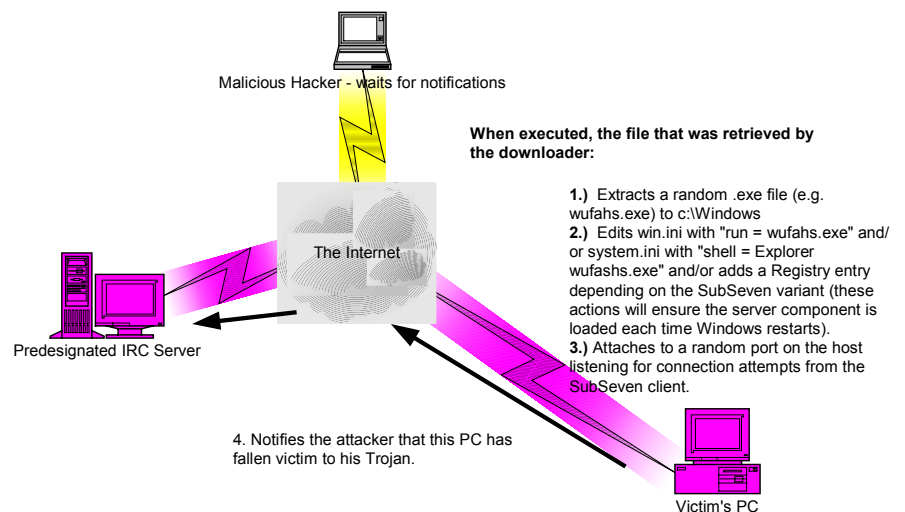 Malicious Hacker - waits for notifications
When executed, the file that was retrieved by
the downloader:
1.) Extracts a random .exe file (e.g.
wufahs.exe) to c:\Windows
2.) Edits win.ini with "run = wufahs.exe" and/
or system.ini with "shell = Explorer
wufashs.exe" and/or adds a Registry entry
depending on the SubSeven variant (these
actions will ensure the server component is
loaded each time Windows restarts).
3.) Attaches to a random port on the host
listening for connection attempts from the
SubSeven client.
The Internet
Predesignated IRC Server
4. Notifies the attacker that this PC has
fallen victim to his Trojan.
Victim's PC